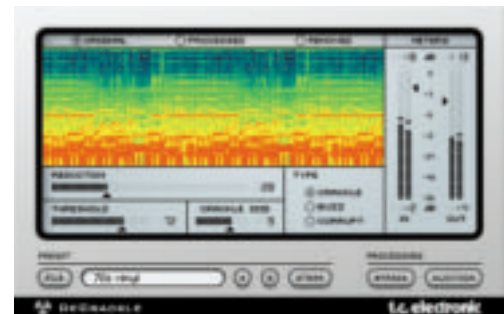 ORIGINAL PROCESSED REMOVED METERS
REDUCTION
THRESHOLD
CRACKLE SIZE
TYPE
CRACKLE
BUZZ
CORRUPT
IN OUT
PRESET
FILE 70s vinyl STORE
PROCESSING
BYPASS AUDITION
DECRACKLE
t.c. electronic